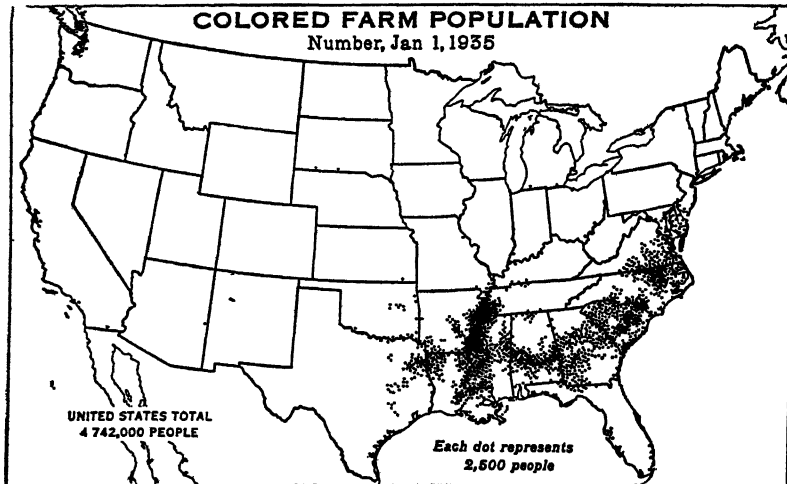 COLORED FARM POPULATION
Number, Jan 1, 1935
UNITED STATES TOTAL
4 742,000 PEOPLE
Each dot represents
2,500 people